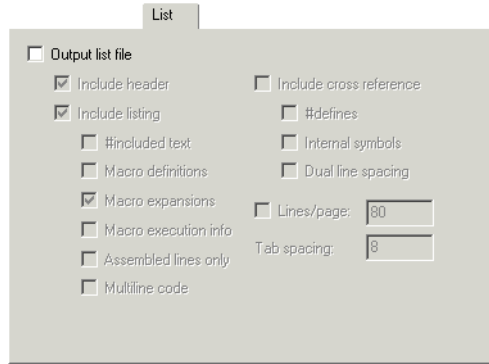 List
Output list file
Include header
Include listing
#included text
Macro definitions
Macro expansions
Macro execution info
Assembled lines only
Multiline code
Include cross reference
#defines
Internal symbols
Dual line spacing
Lines/page: 80
Tab spacing: 8